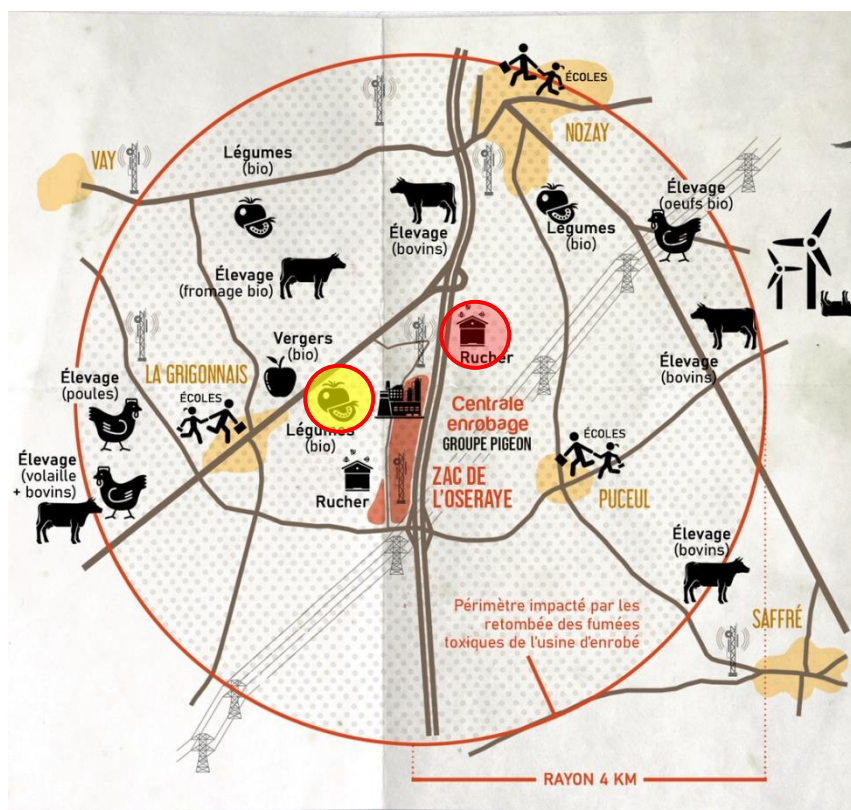 ÉCOLES
NOZAY
VAY
Légumes
(bio)
Élevage
(oeufs bio)
Élevage
(bovins)
Légumes
(bio)
Élevage
(fromage bio)
Vergers
(bio)
Rucher
Élevage
(bovins)
LA GRIGONNAIS
ÉCOLES
Élevage
(poules)
Centrale
enrobage
GROUPE PIGEON
Légumes
(bio)
ÉCOLES
Élevage
(volaille
+ bovins)
Rucher
ZAC DE
L'OSERAYE
PUCEUL
Élevage
(bovins)
Périmètre impacté par les
retombée des fumées
toxiques de l'usine d'enrobé
SAFFRÉ
RAYON 4 KM